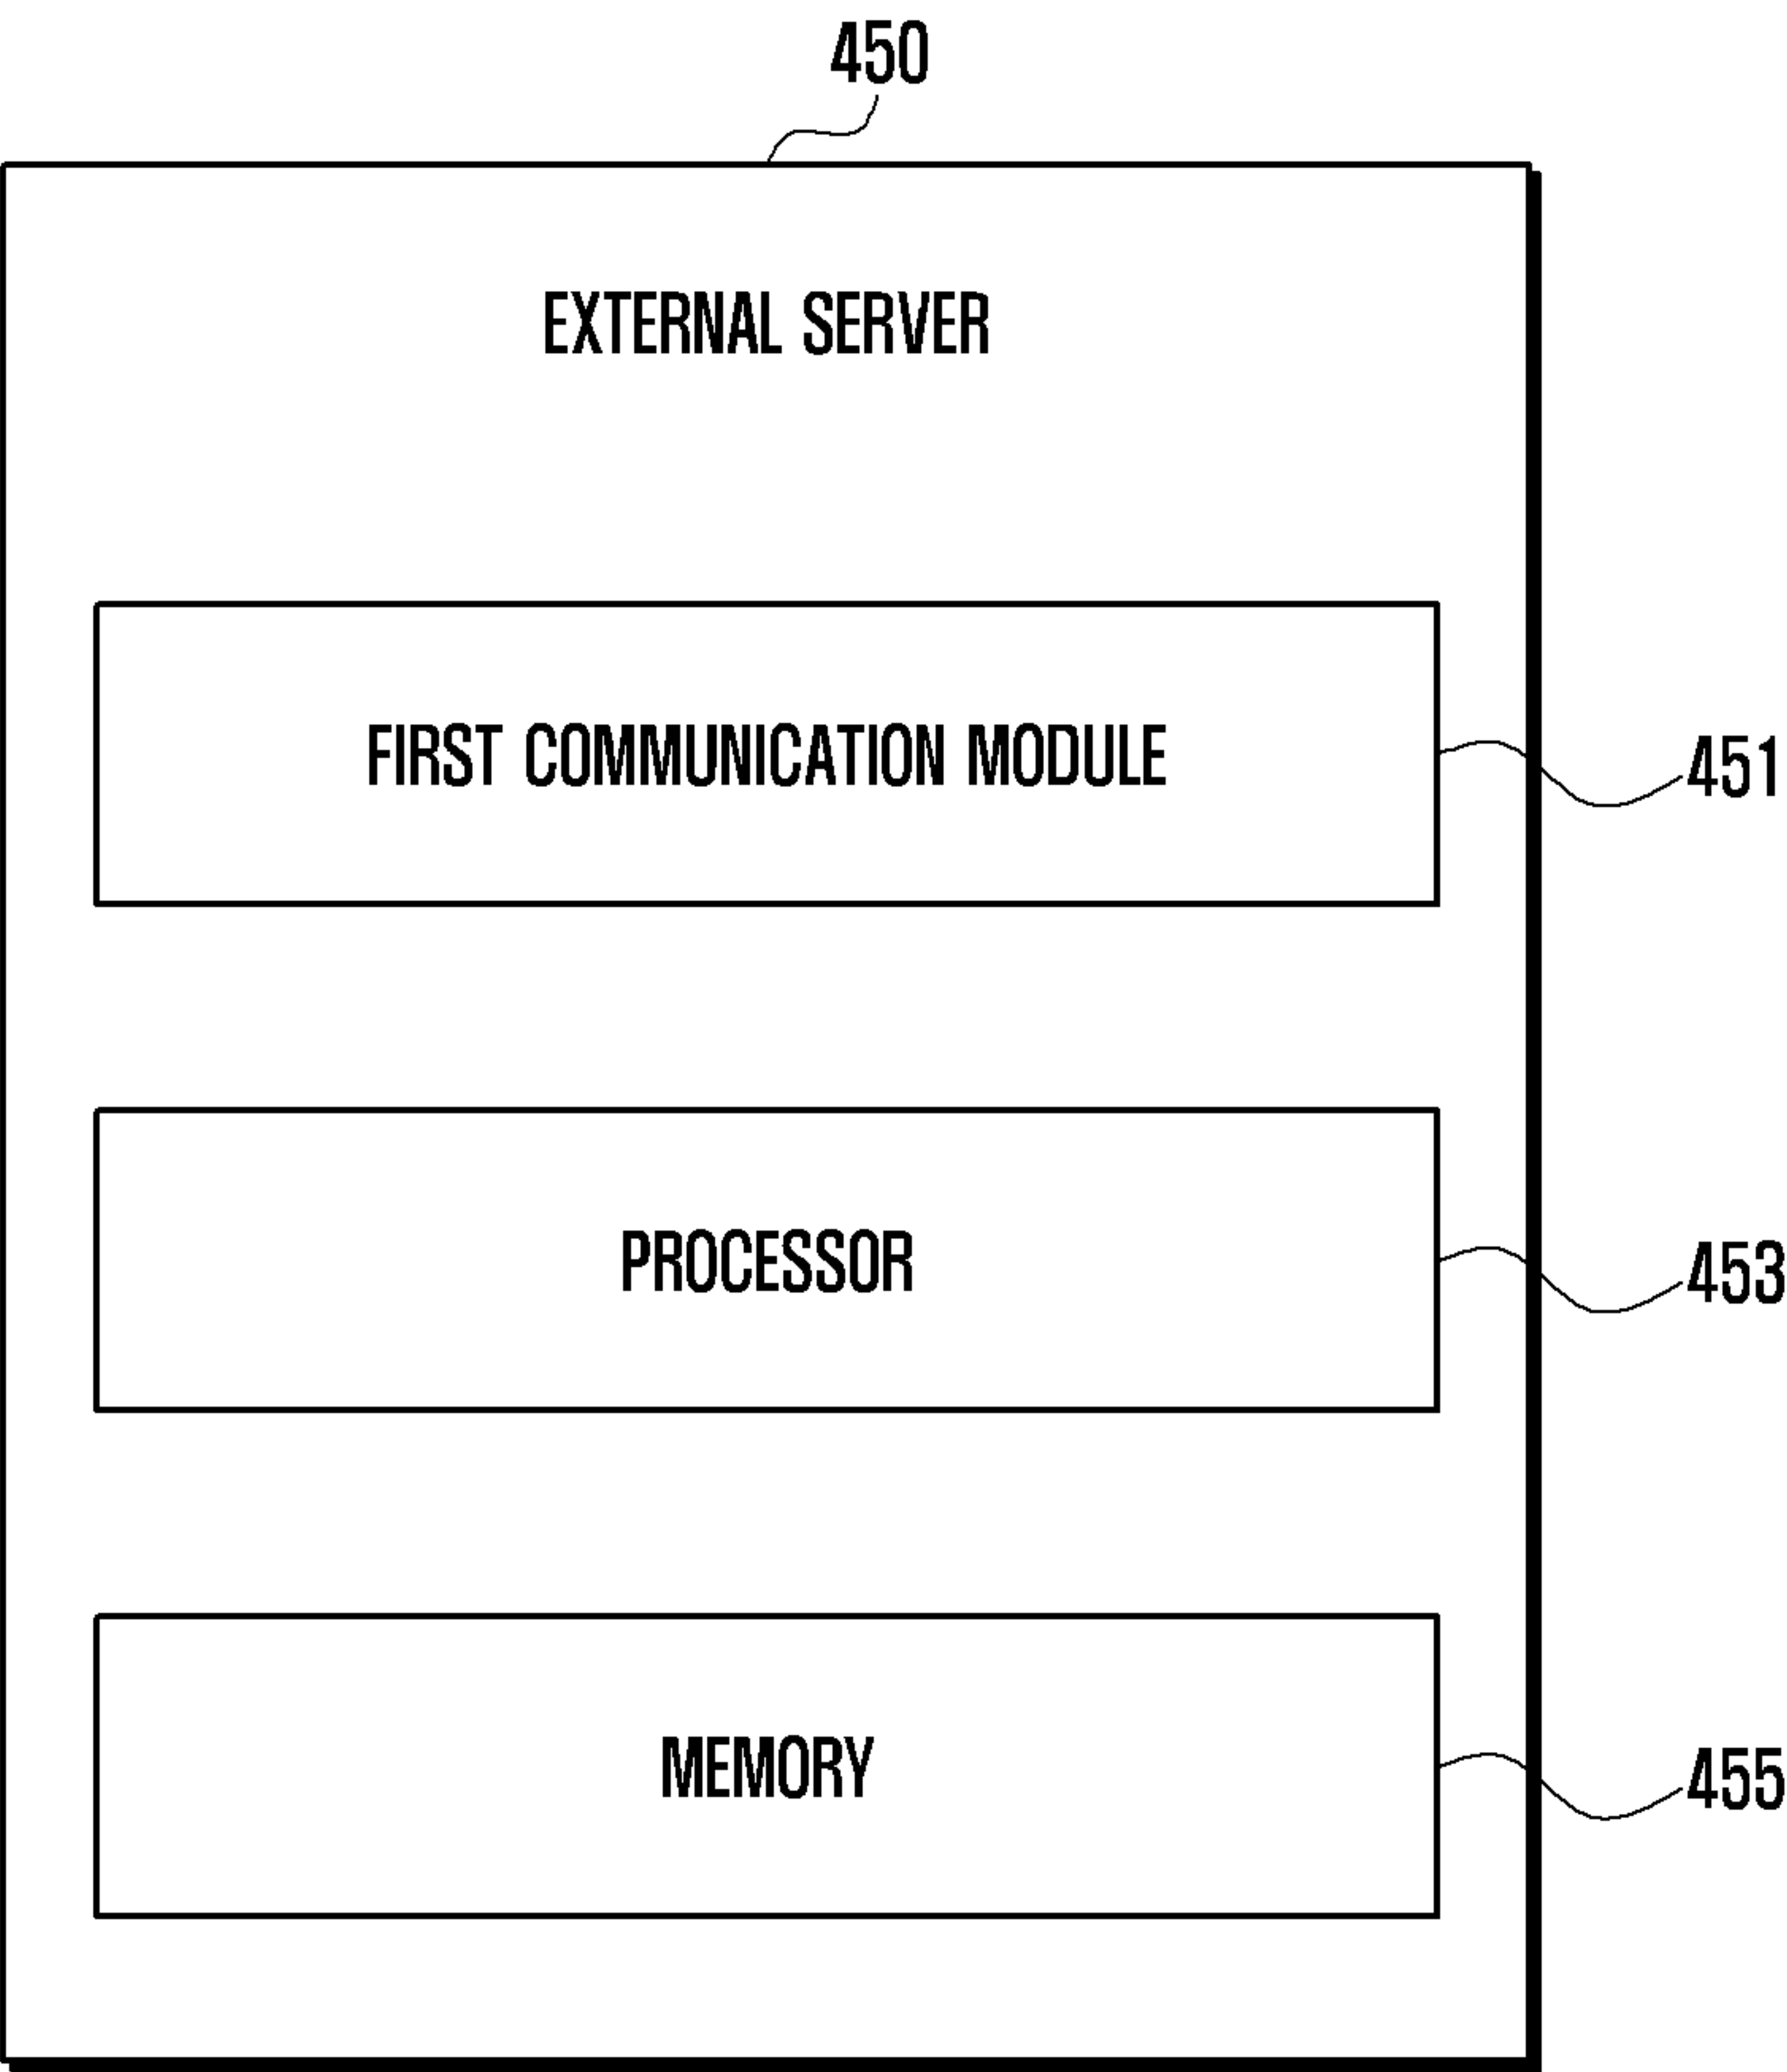 450
EXTERNAL SERVER
FIRST COMMUNICATION MODULE
451
PROCESSOR
453
MEMORY
455